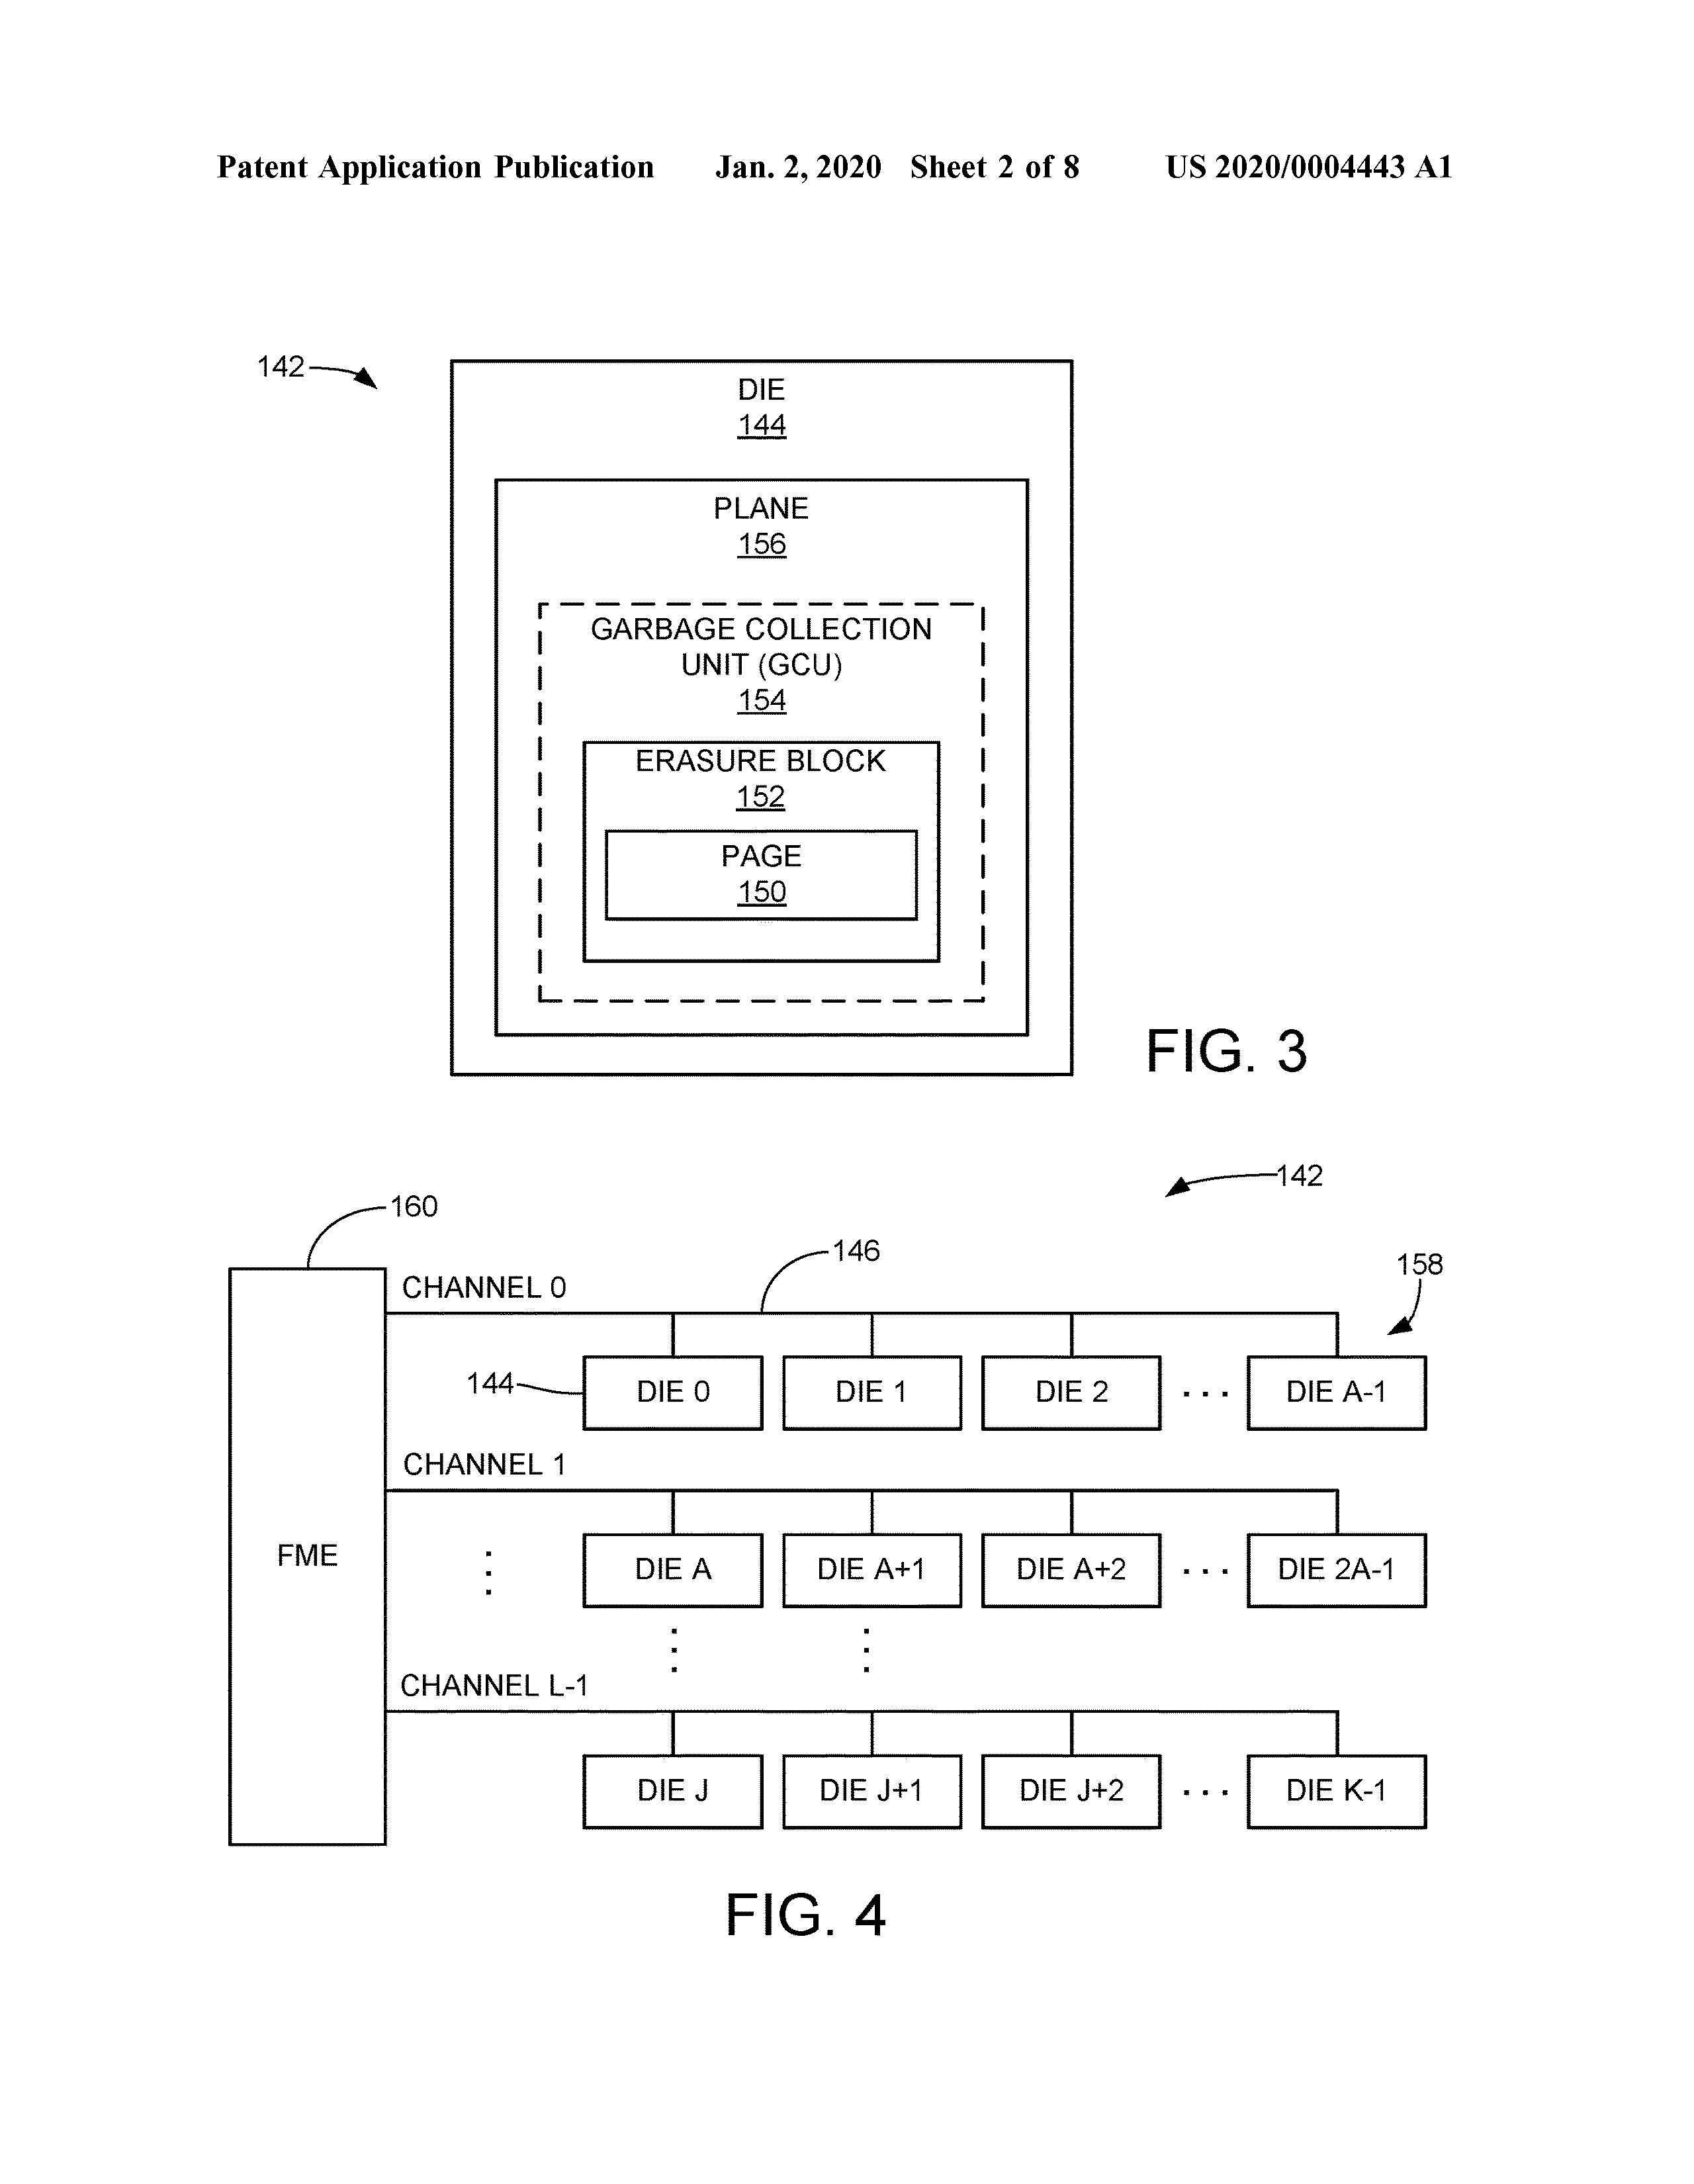 Patent Application Publication Jan. 2, 2020 Sheet 2 of 8 US 2020/0004443 A1
142
DIE
144
PLANE
156
GARBAGE COLLECTION
UNIT (GCU)
154
ERASURE BLOCK
152
PAGE
150
FIG. 3
142
160
146
158
CHANNEL 0
144
DIE 0 DIE 1 DIE 2 ... DIE A-1
CHANNEL 1
FME
DIE A DIE A+1 DIE A+2 ... DIE 2A-1
CHANNEL L-1
DIE J DIE J+1 DIE J+2 ... DIE K-1
FIG. 4